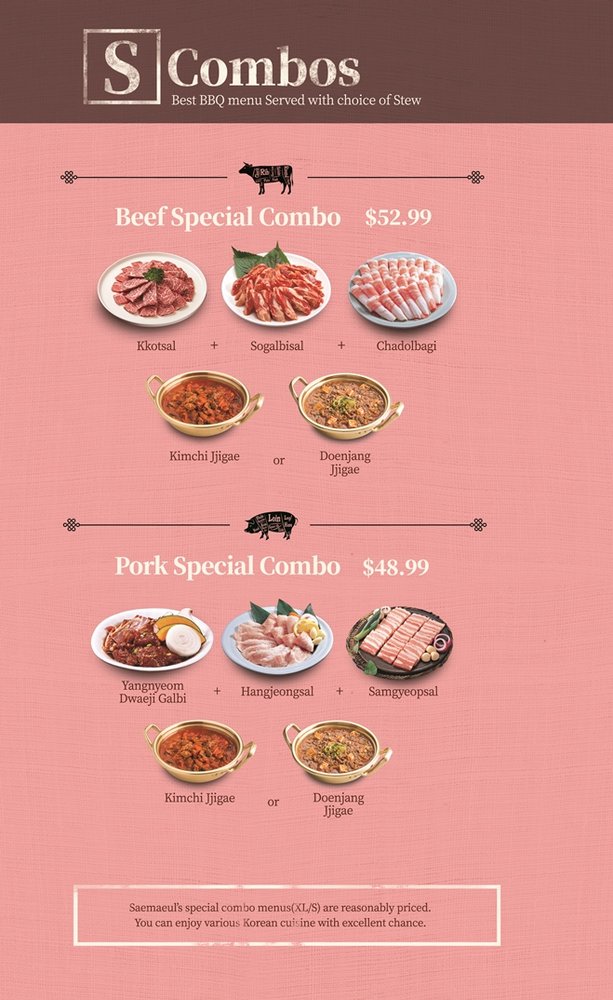 S Combos
Best BBQ menu Served with choice of Stew
Rib
Beef Special Combo $52.99
Kkotsal + Sogalbisal + Chadolbagi
Kimchi Jjigae or Doenjang
Jjigae
Loin
Pork Special Combo $48.99
Yangnyeom
Dwaeji Galbi + Hangjeongsal + Samgyeopsal
Kimchi Jjigae or Doenjang
Jjigae
Saemaeul's special combo menus(XL/S) are reasonably priced.
You can enjoy various Korean cuisine with excellent chance.